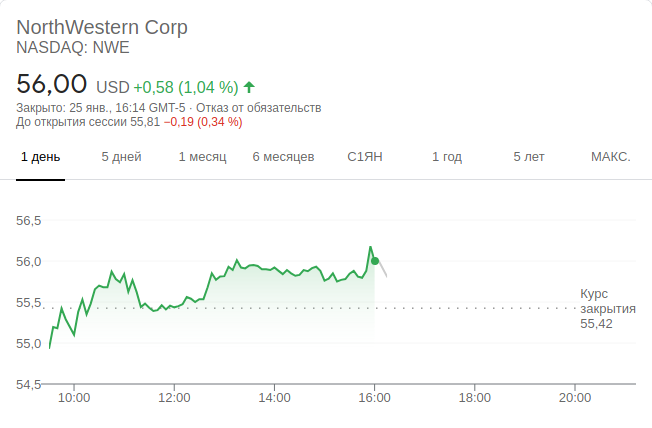 NorthWestern Corp
NASDAQ: NWE
56,00 USD +0,58 (1,04 %)
Закрыто: 25 янв., 16:14 GMT-5 · Отказ от обязательств
До открытия сессии 55,81 −0,19 (0,34 %)
1 день 5 дней 1 месяц 6 месяцев С1ЯН 1 год 5 лет МАКС.
56,5
56,0
55,5
55,0
54,5
Курс
закрытия
55,42
10:00 12:00 14:00 16:00 18:00 20:00